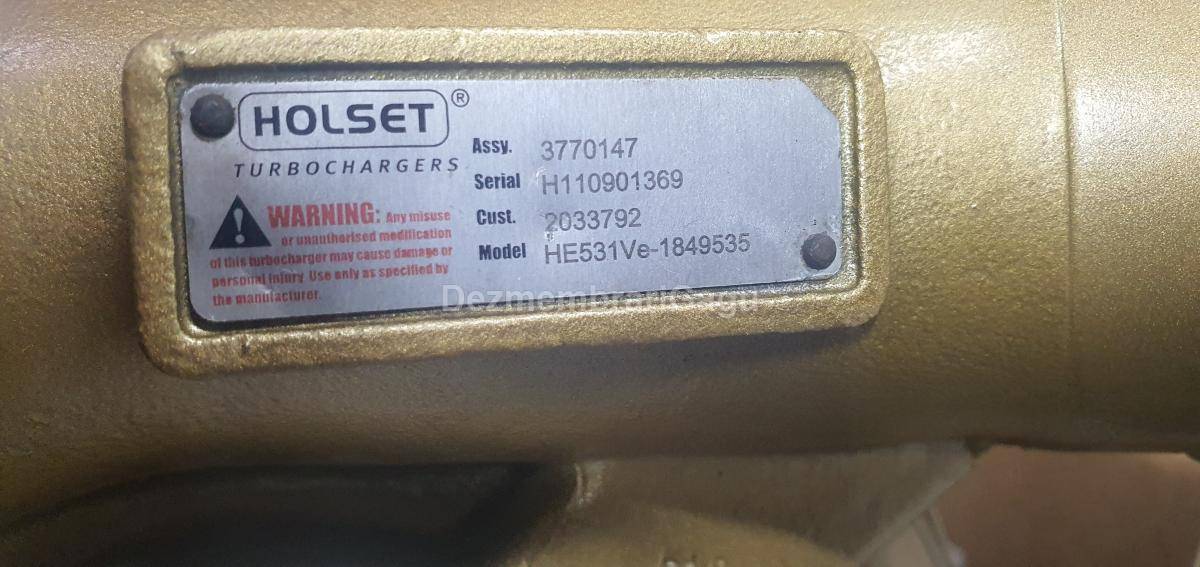 HOLSET®
TURBOCHARGERS
WARNING: Any misuse
or unauthorised modification
of this turbocharger may cause damage or
personal injury. Use only as specified by
the manufacturer.
Assy. 3770147
Serial H110901369
Cust. 2033792
Model HE531Ve-1849535
DezmembrariGugu